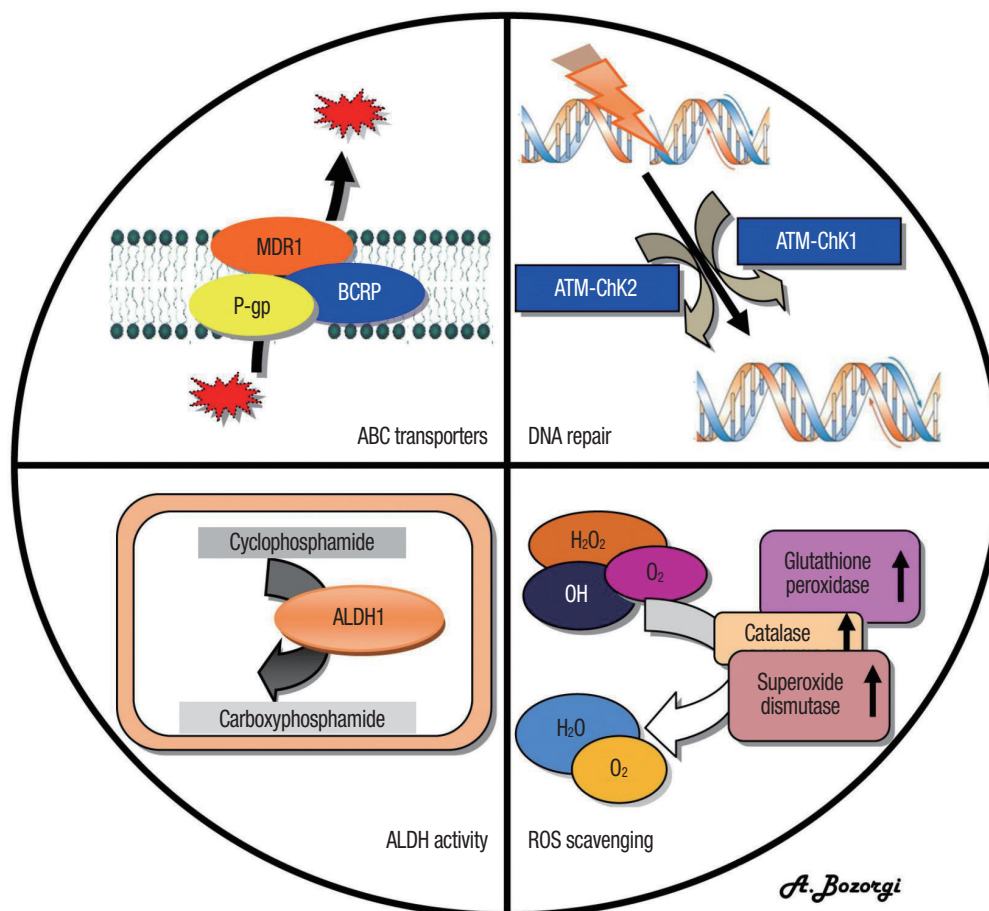 MDR1
P-gp
BCRP
ABC transporters
ATM-ChK1
ATM-ChK2
DNA repair
Cyclophosphamide
ALDH1
Carboxyphosphamide
ALDH activity
H₂O₂
OH
O₂
Glutathione
peroxidase
Catalase
Superoxide
dismutase
H₂O
O₂
ROS scavenging
A. Bozorgi